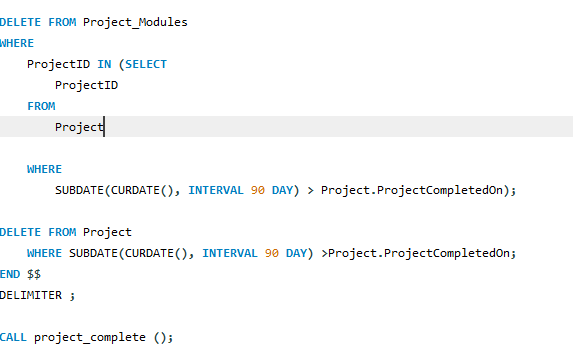 DELETE FROM Project_Modules
WHERE
ProjectID IN (SELECT
ProjectID
FROM
Project
WHERE
SUBDATE(CURDATE(), INTERVAL 90 DAY) > Project.ProjectCompletedOn);
DELETE FROM Project
WHERE SUBDATE(CURDATE(), INTERVAL 90 DAY) >Project.ProjectCompletedOn;
END $$
DELIMITER ;
CALL project_complete ();